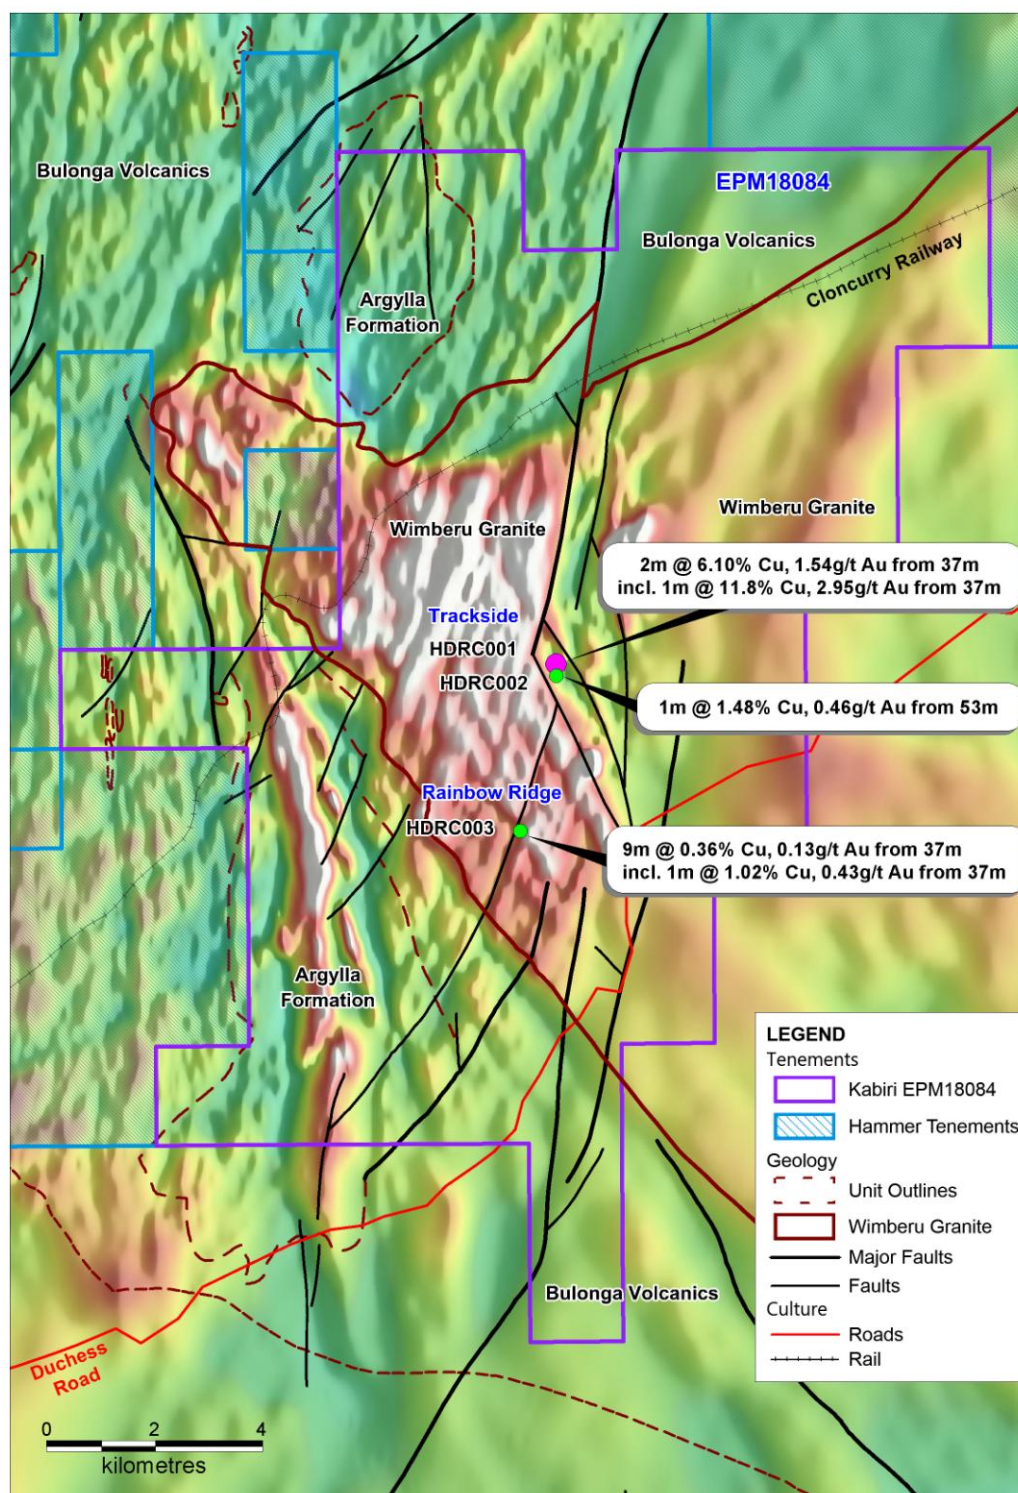 Bulonga Volcanics
EPM18084
Bulonga Volcanics
Cloncurry Railway
Argylla
Formation
Wimberu Granite
Wimberu Granite
2m @ 6.10% Cu, 1.54g/t Au from 37m
incl. 1m @ 11.8% Cu, 2.95g/t Au from 37m
Trackside
HDRC001
HDRC002
1m @ 1.48% Cu, 0.46g/t Au from 53m
Rainbow Ridge
HDRC003
9m @ 0.36% Cu, 0.13g/t Au from 37m
incl. 1m @ 1.02% Cu, 0.43g/t Au from 37m
Argylla
Formation
Bulonga Volcanics
Duchess
Road
LEGEND
Tenements
Kabiri EPM18084
Hammer Tenements
Geology
Unit Outlines
Wimberu Granite
Major Faults
Faults
Culture
Roads
Rail
0 2 4
kilometres